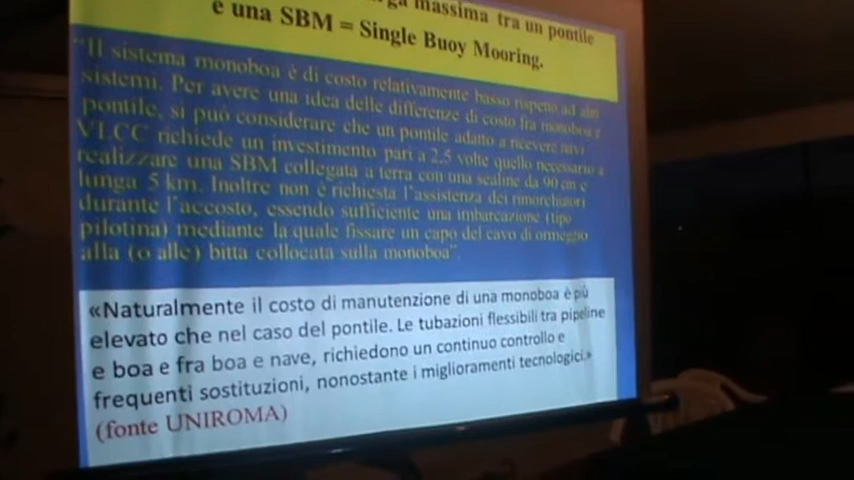 massima tra un pontile
e una SBM = Single Buoy Mooring.
"Il sistema monoboa è di costo relativamente basso rispetto ad altri
sistemi. Per avere una idea delle differenze di costo fra monoboa e
pontile, si può considerare che un pontile adatto a ricevere navi
VLCC richiede un investimento pari a 2,5 volte quello necessario a
realizzare una SBM collegata a terra con una sealine da 90 cm e
lunga 5 km. Inoltre non è richiesta l'assistenza dei rimorchiatori
durante l'accosto, essendo sufficiente una imbarcazione (tipo
pilotina) mediante la quale fissare un capo del cavo di ormeggio
alla (o alle) bitta collocata sulla monoboa".
«Naturalmente il costo di manutenzione di una monoboa è più
elevato che nel caso del pontile. Le tubazioni flessibili tra pipeline
e boa e fra boa e nave, richiedono un continuo controllo e
frequenti sostituzioni, nonostante i miglioramenti tecnologici.»
(fonte UNIROMA)